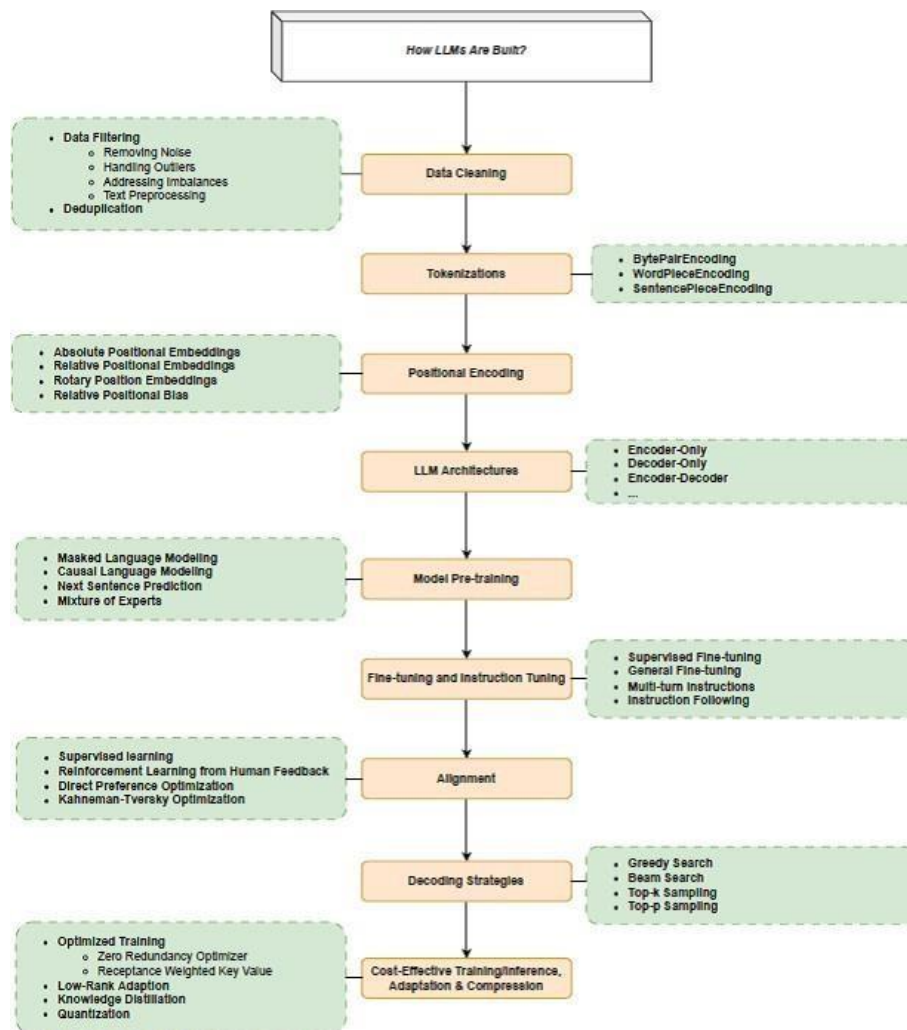 How LLMs Are Built?
Data Filtering
Removing Noise
Handling Outliers
Addressing Imbalances
Text Preprocessing
Deduplication
Data Cleaning
Tokenizations
BytePairEncoding
WordPieceEncoding
SentencePieceEncoding
Absolute Positional Embeddings
Relative Positional Embeddings
Rotary Position Embeddings
Relative Positional Bias
Positional Encoding
LLM Architectures
Encoder-Only
Decoder-Only
Encoder-Decoder
...
Masked Language Modeling
Causal Language Modeling
Next Sentence Prediction
Mixture of Experts
Model Pre-training
Fine-tuning and Instruction Tuning
Supervised Fine-tuning
General Fine-tuning
Multi-turn Instructions
Instruction Following
Supervised learning
Reinforcement Learning from Human Feedback
Direct Preference Optimization
Kahneman-Tversky Optimization
Alignment
Decoding Strategies
Greedy Search
Beam Search
Top-k Sampling
Top-p Sampling
Optimized Training
Zero Redundancy Optimizer
Receptance Weighted Key Value
Low-Rank Adaption
Knowledge Distillation
Quantization
Cost-Effective Training/Inference,
Adaptation & Compression